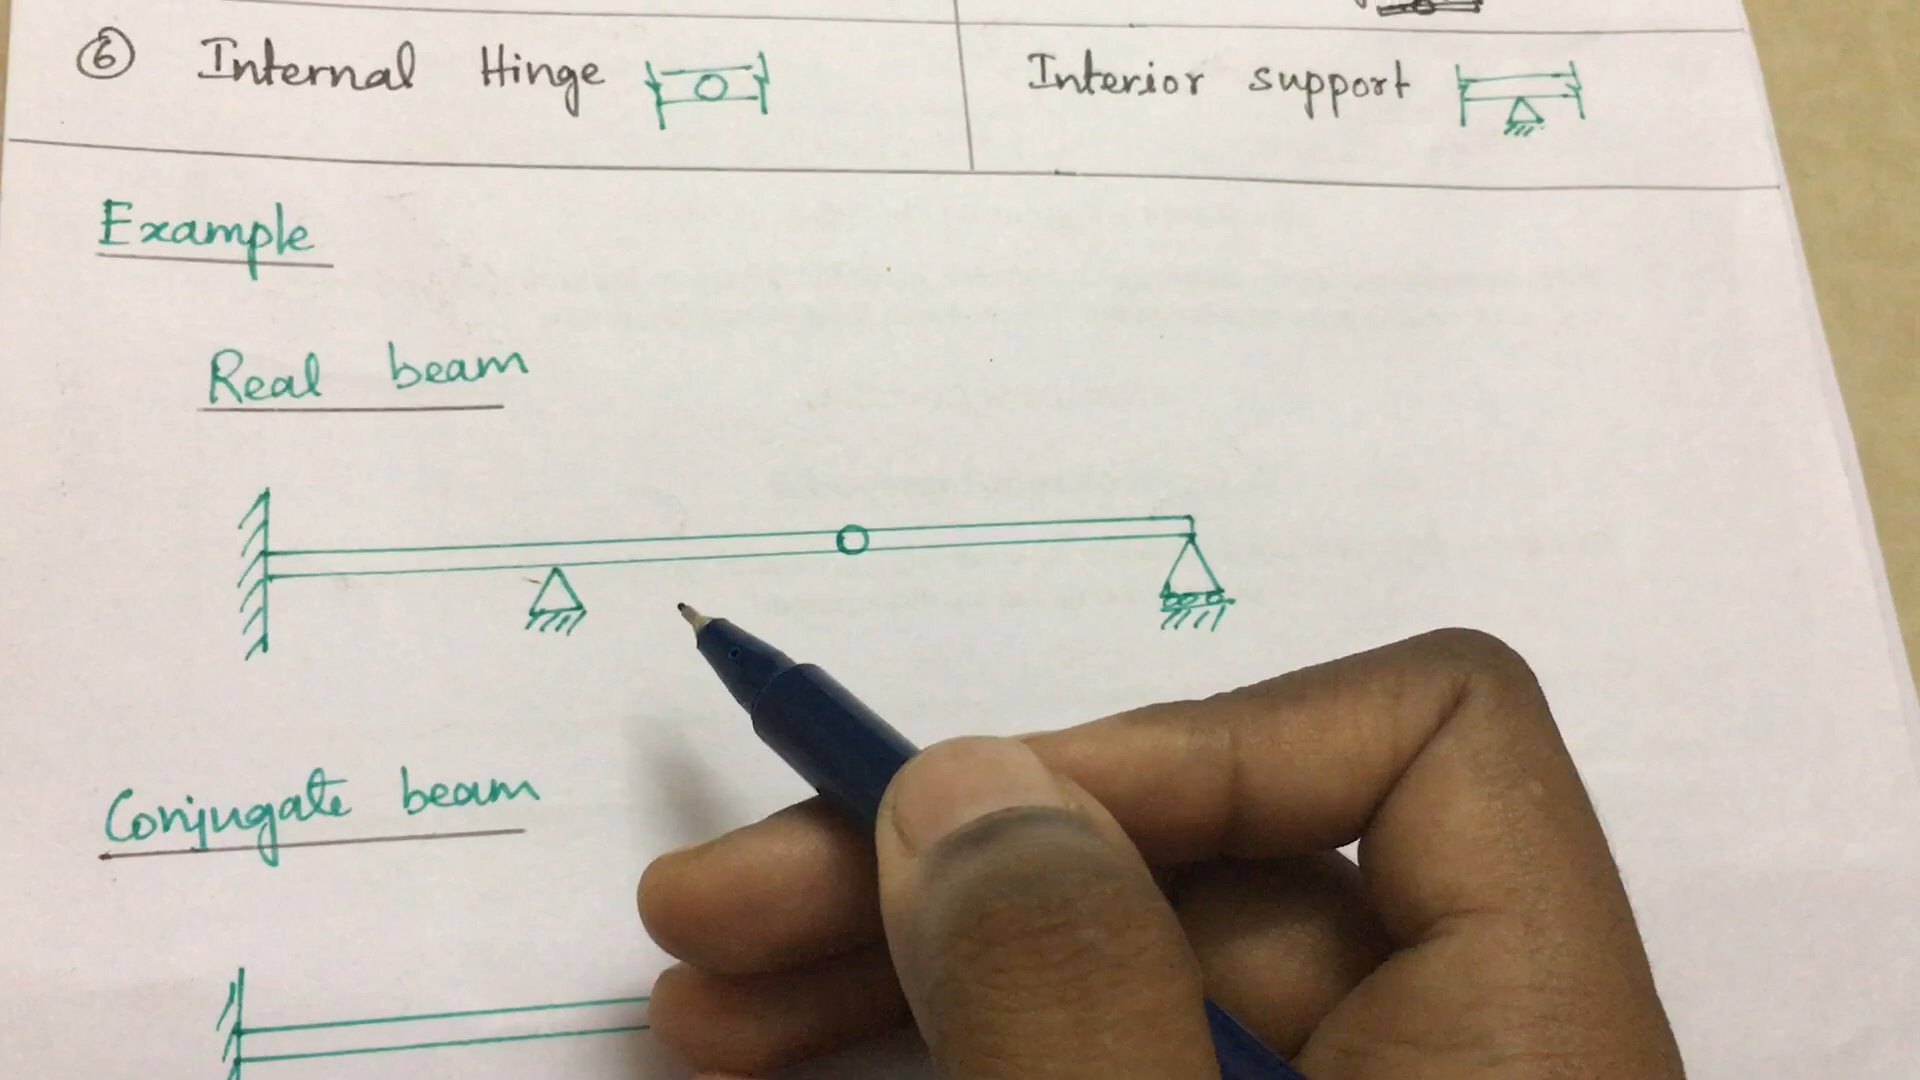 6 Internal Hinge Interior support
Example
Real beam
Conjugate beam